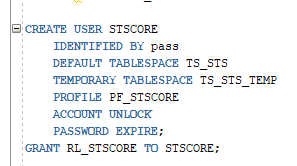 CREATE USER STSCORE
IDENTIFIED BY pass
DEFAULT TABLESPACE TS_STS
TEMPORARY TABLESPACE TS_STS_TEMP
PROFILE PF_STSCORE
ACCOUNT UNLOCK
PASSWORD EXPIRE;
GRANT RL_STSCORE TO STSCORE;